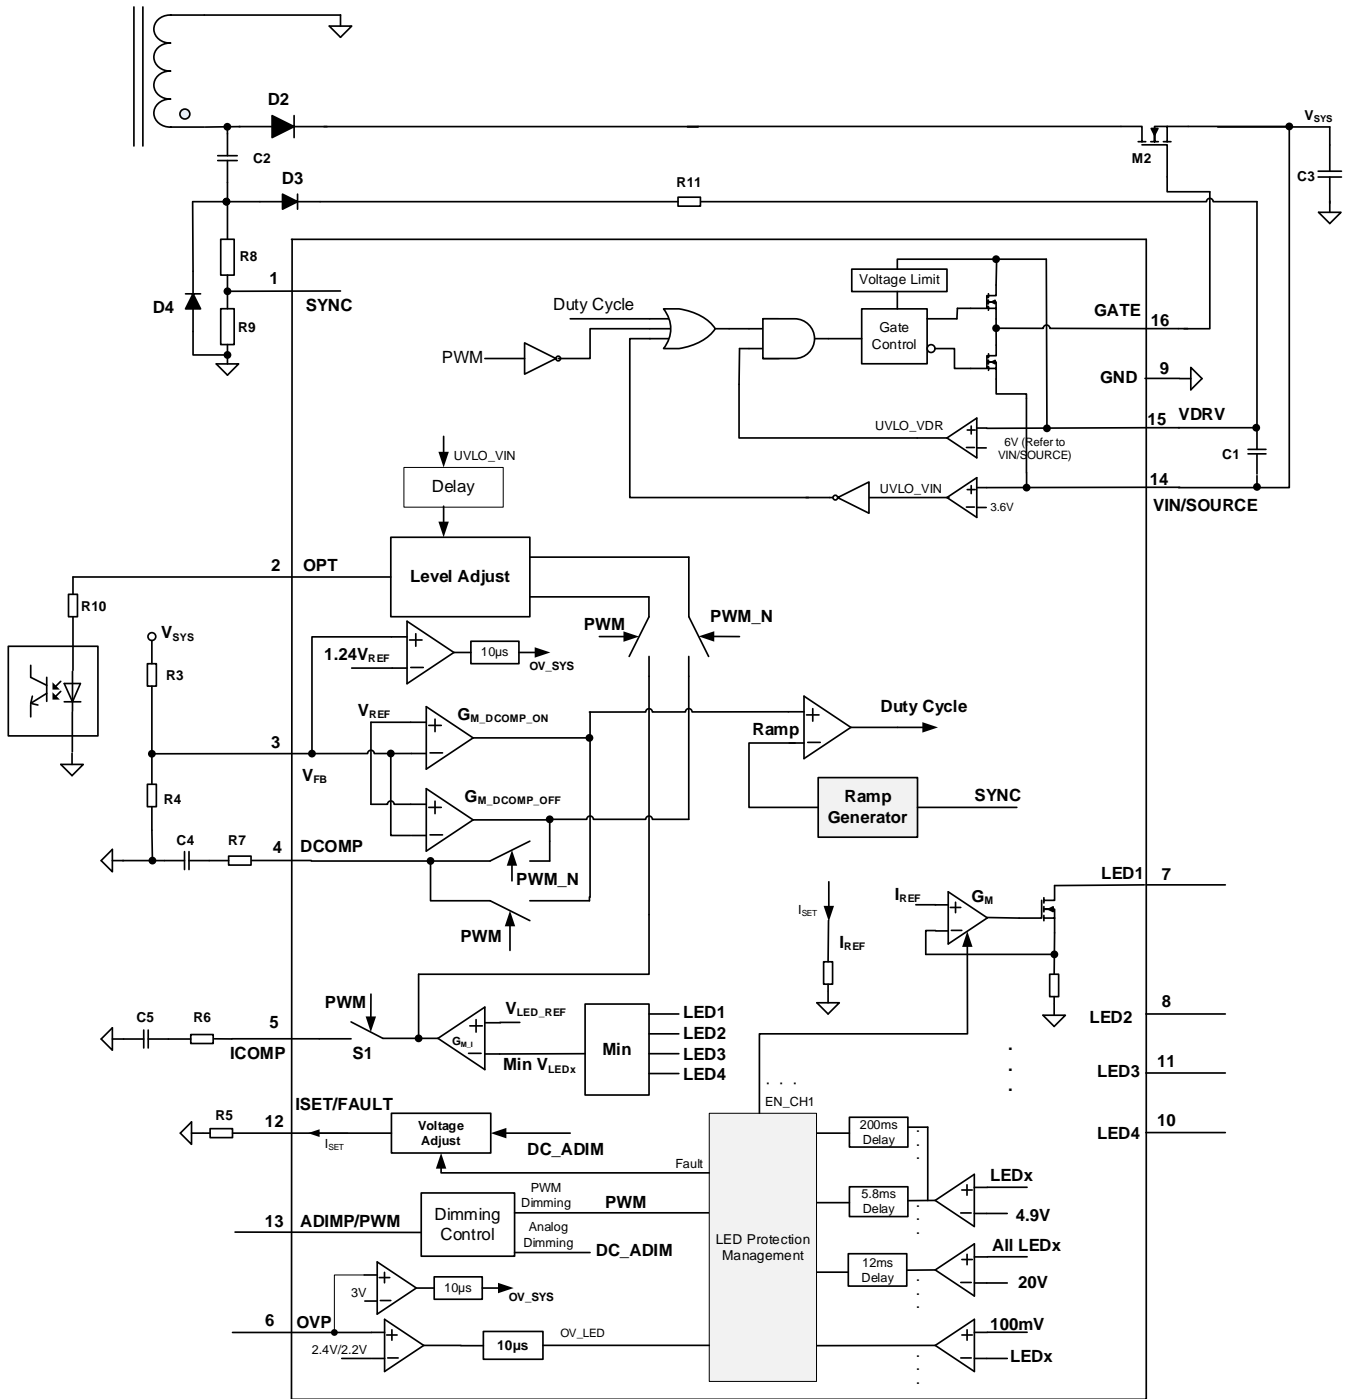 D2
C2
M2
VSYS
C3
D3
R11
R8
1
SYNC
D4
R9
Voltage Limit
Duty Cycle
PWM
Gate
Control
GATE
16
GND
9
UVLO_VDR
6V (Refer to
VIN/SOURCE)
15
VDRV
C1
UVLO_VIN
Delay
UVLO_VIN
3.6V
14
VIN/SOURCE
2
OPT
Level Adjust
R10
PWM
PWM_N
VSYS
R3
1.24VREF
10µs
OV_SYS
VREF
GM_DCOMP_ON
Ramp
Duty Cycle
3
VFB
R4
GM_DCOMP_OFF
Ramp
Generator
SYNC
C4
R7
4
DCOMP
PWM_N
PWM
LED1
7
IREF
GM
ISET
IREF
PWM
C5
R6
5
ICOMP
S1
GM_I
VLED_REF
Min VLEDx
Min
LED1
LED2
LED3
LED4
8
LED2
.
.
.
11
LED3
10
LED4
. . .
EN_CH1
R5
12
ISET/FAULT
ISET
Voltage
Adjust
DC_ADIM
Fault
200ms
Delay
5.8ms
Delay
LEDx
4.9V
13
ADIMP/PWM
Dimming
Control
PWM
Dimming
PWM
Analog
Dimming
DC_ADIM
LED Protection
Management
12ms
Delay
All LEDx
20V
3V
10µs
OV_SYS
6
OVP
2.4V/2.2V
10µs
OV_LED
100mV
LEDx